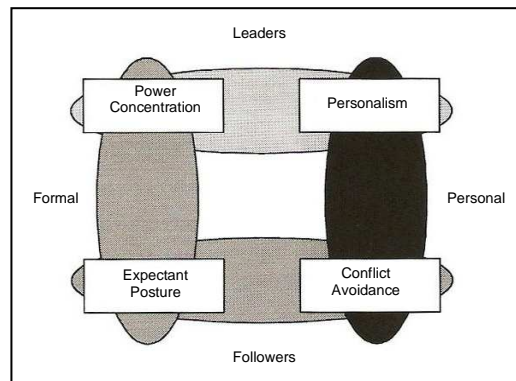 Leaders
Power
Concentration
Personalism
Formal
Personal
Expectant
Posture
Conflict
Avoidance
Followers